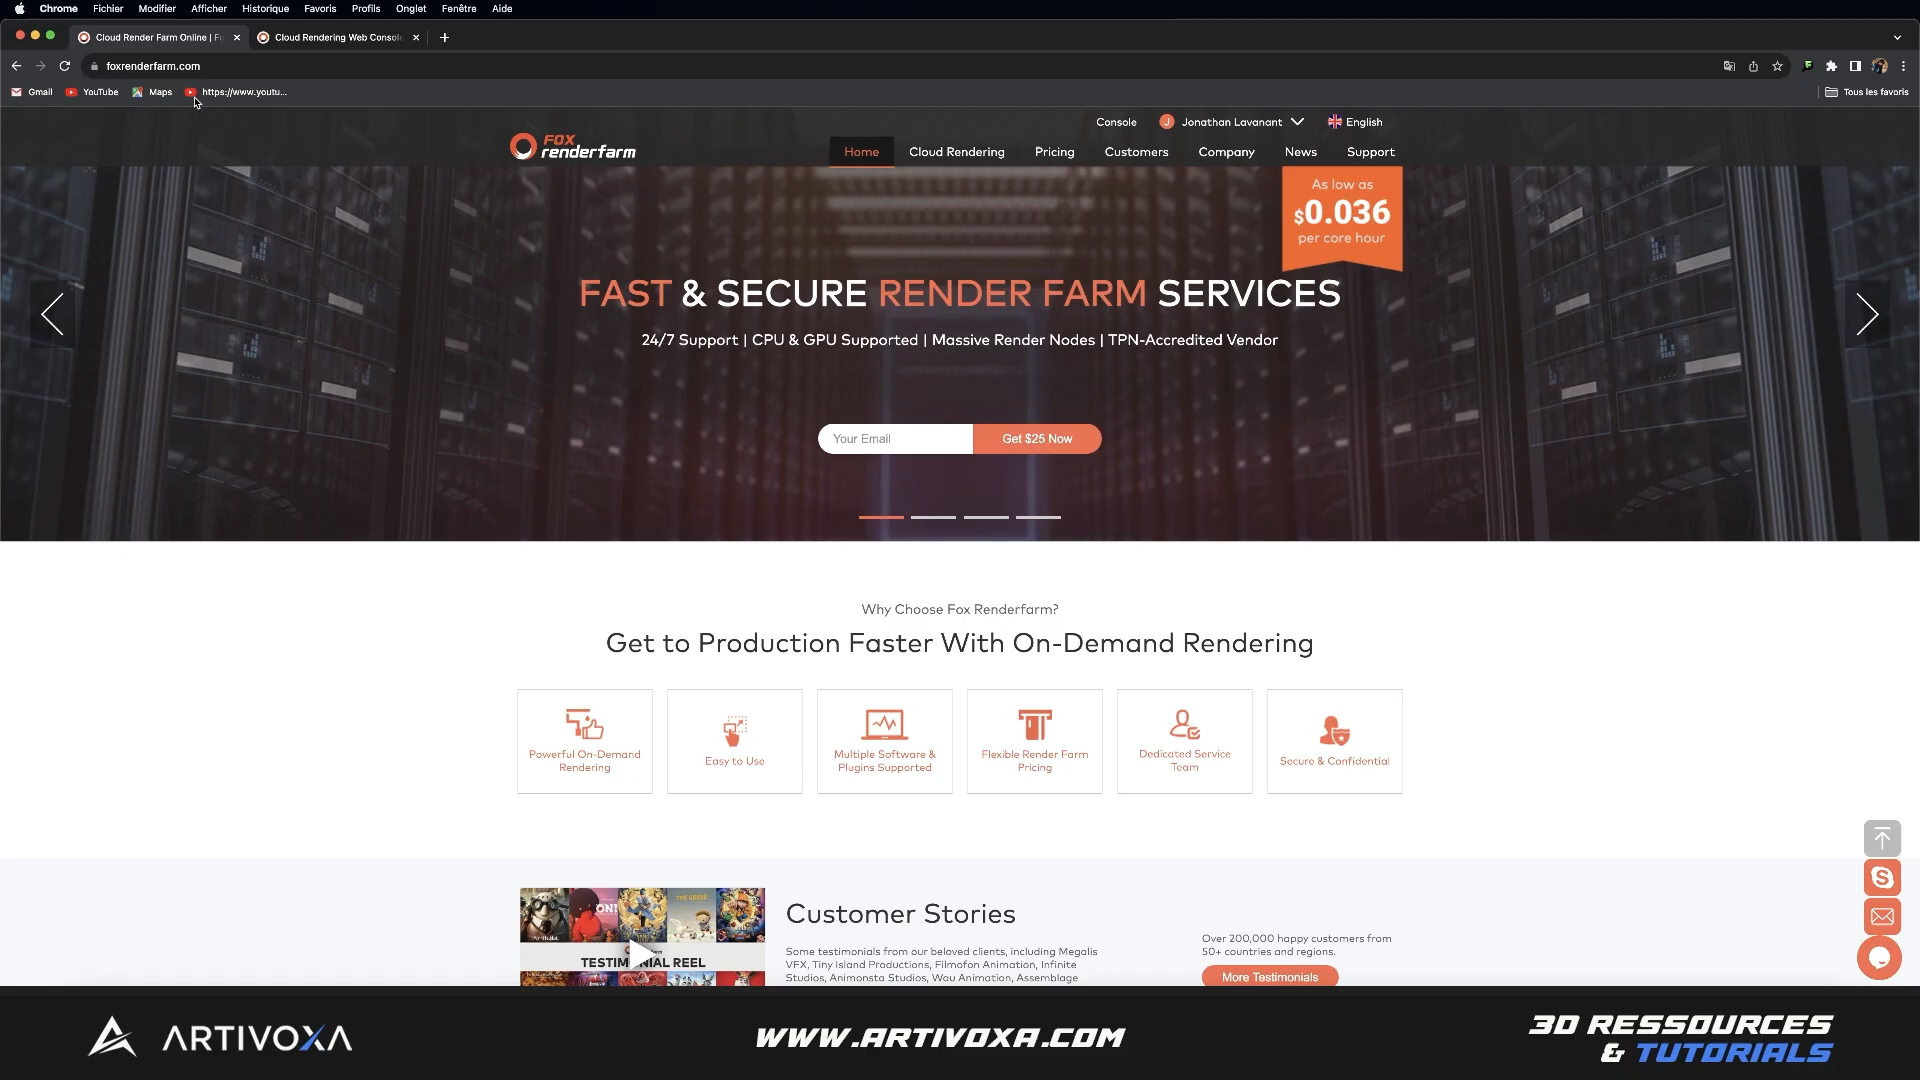 Chrome Fichier Modifier Afficher Historique Favoris Profils Onglet Fenêtre Aide
Cloud Render Farm Online | Fo
Cloud Rendering Web Console
foxrenderfarm.com
Gmail YouTube Maps https://www.youtu... Tous les favoris
Console J Jonathan Lavanant English
FOX
renderfarm
Home Cloud Rendering Pricing Customers Company News Support
As low as
$0.036
per core hour
FAST & SECURE RENDER FARM SERVICES
24/7 Support | CPU & GPU Supported | Massive Render Nodes | TPN-Accredited Vendor
Your Email Get $25 Now
Why Choose Fox Renderfarm?
Get to Production Faster With On-Demand Rendering
Powerful On-Demand
Rendering
Easy to Use
Multiple Software &
Plugins Supported
Flexible Render Farm
Pricing
Dedicated Service
Team
Secure & Confidential
THE GOOSE
TESTIMONIAL REEL
Customer Stories
Some testimonials from our beloved clients, including Megalis
VFX, Tiny Island Productions, Filmofon Animation, Infinite
Studios, Animonsta Studios, Wau Animation, Assemblage
Over 200,000 happy customers from
50+ countries and regions.
More Testimonials
ARTIVOXA
WWW.ARTIVOXA.COM
3D RESSOURCES
& TUTORIALS